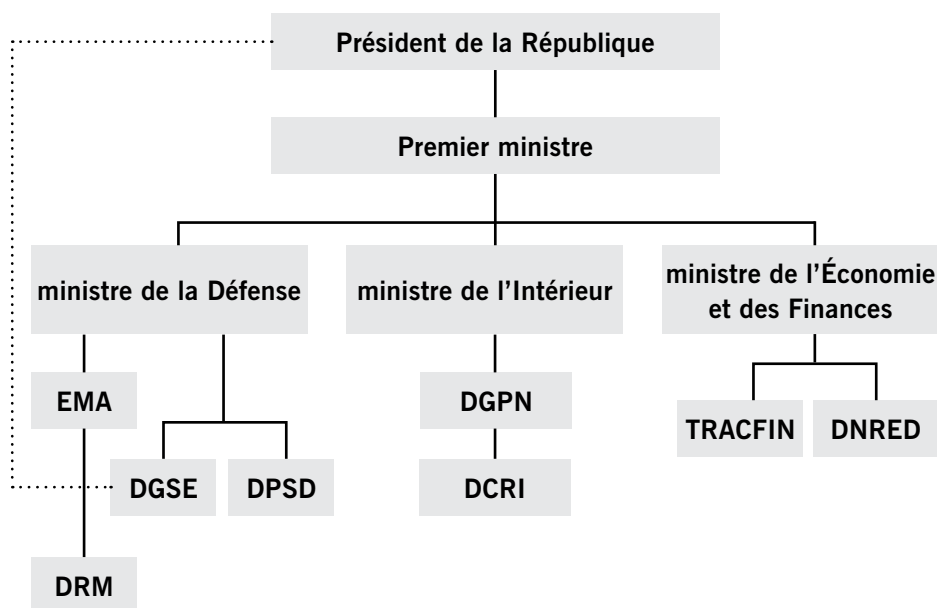 Président de la République
Premier ministre
ministre de la Défense
ministre de l’Intérieur
ministre de l’Économie
et des Finances
EMA
DGPN
TRACFIN
DNRED
DGSE
DPSD
DCRI
DRM